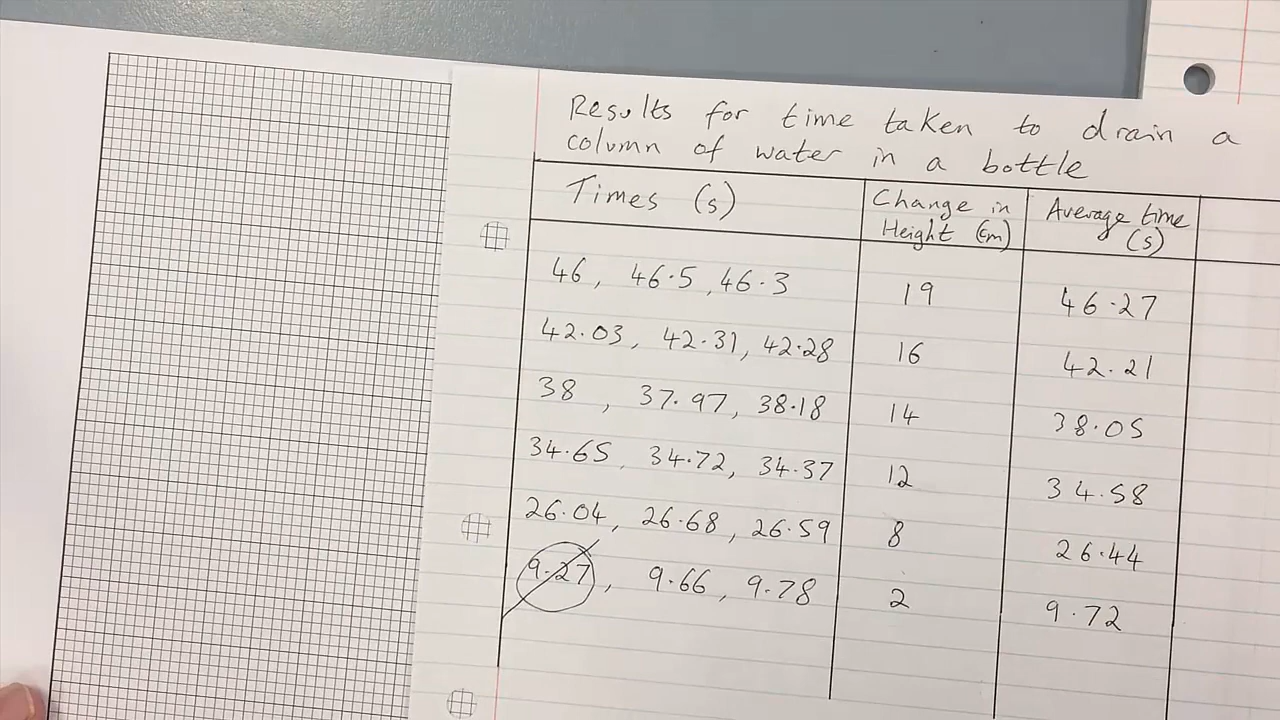 Results for time taken to drain a
column of water in a bottle
Times (s)
Change in
Height (cm)
Average time
(s)
46, 46.5, 46.3 19 46.27
42.03, 42.31, 42.28 16 42.21
38, 37.97, 38.18 14 38.05
34.65, 34.72, 34.37 12 34.58
26.04, 26.68, 26.59 8 26.44
9.27, 9.66, 9.78 2 9.72